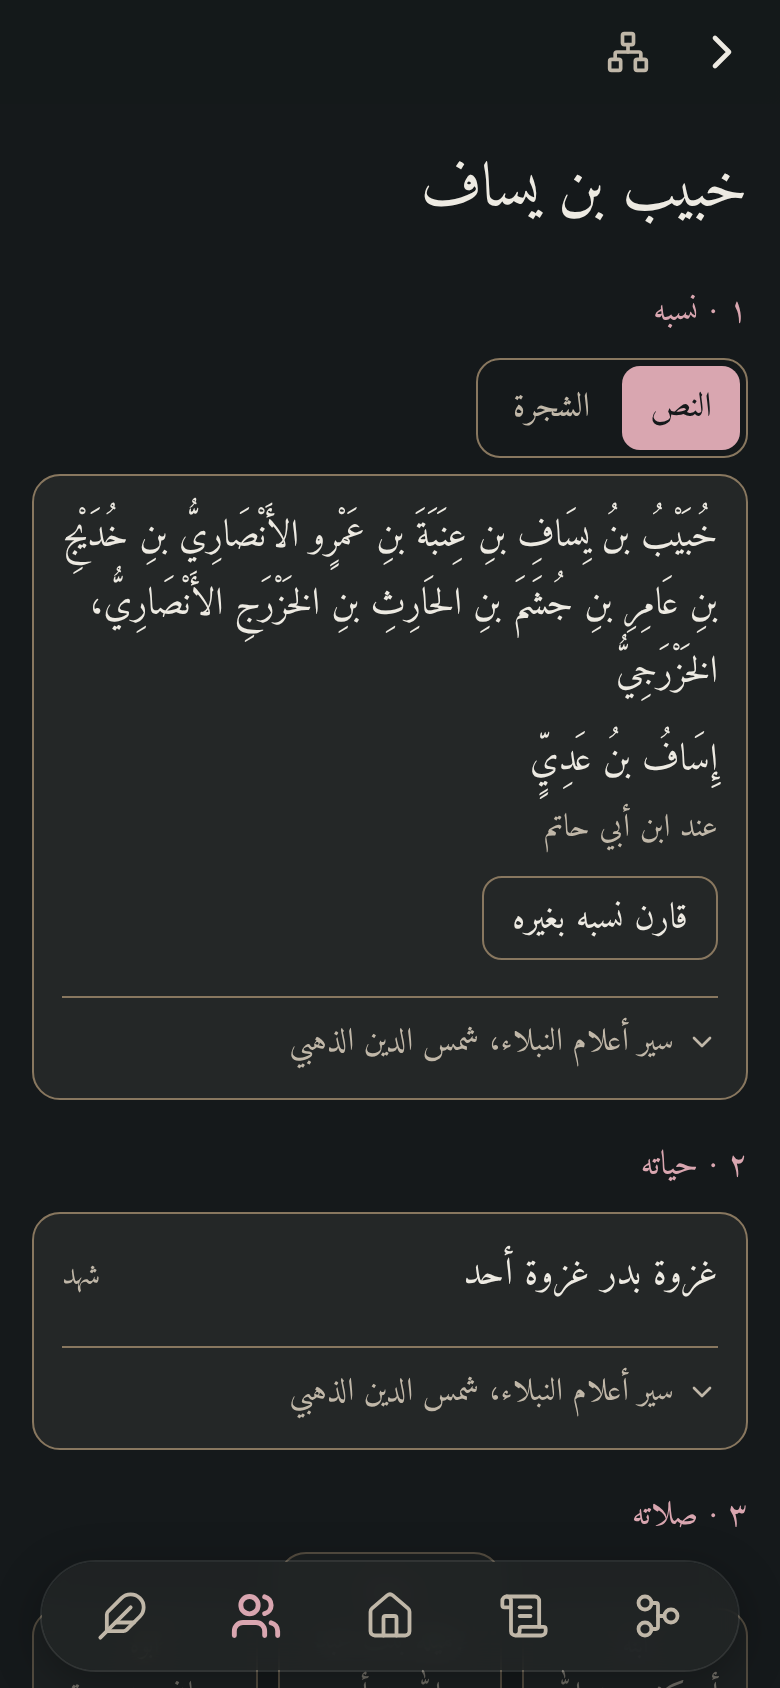 خبيب بن يساف
١ · نسبه
النص
الشجرة
خُبَيْبُ بنُ يِسَافِ بنِ عِنَبَةَ بنِ عَمْرٍو الأَنْصَارِيُّ بنِ خُدَيْجِ
بنِ عَامِرِ بنِ جُشَمَ بنِ الحَارِثِ بنِ الخَزْرَجِ الأَنْصَارِيُّ،
الخَزْرَجِيُّ
إِسَافُ بنُ عَدِيٍّ
عند ابن أبي حاتم
قارن نسبه بغيره
سير أعلام النبلاء، شمس الدين الذهبي
٢ · حياته
غزوة بدر غزوة أحد
شهد
سير أعلام النبلاء، شمس الدين الذهبي
٣ · صلاته